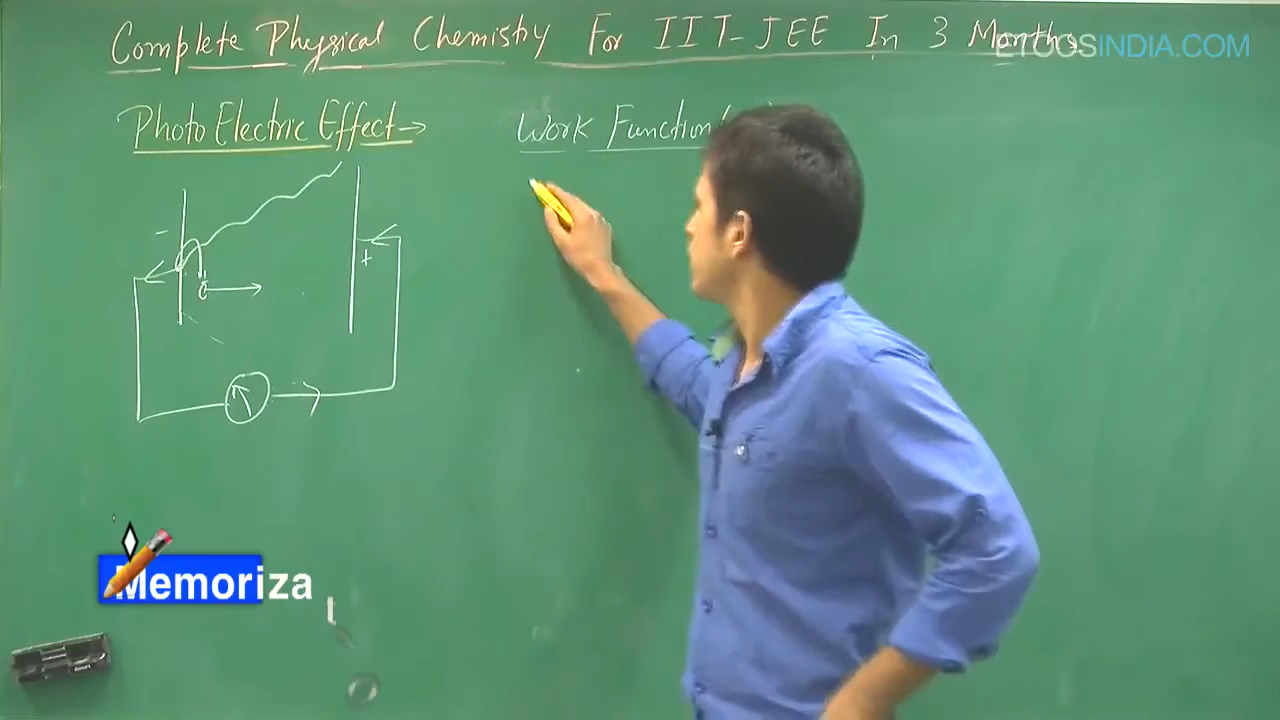 Complete Physical Chemistry For IIT-JEE In 3 Months
ETOOSINDIA.COM
Photo Electric Effect→
Work Function
-
+
e
Memoriza
t